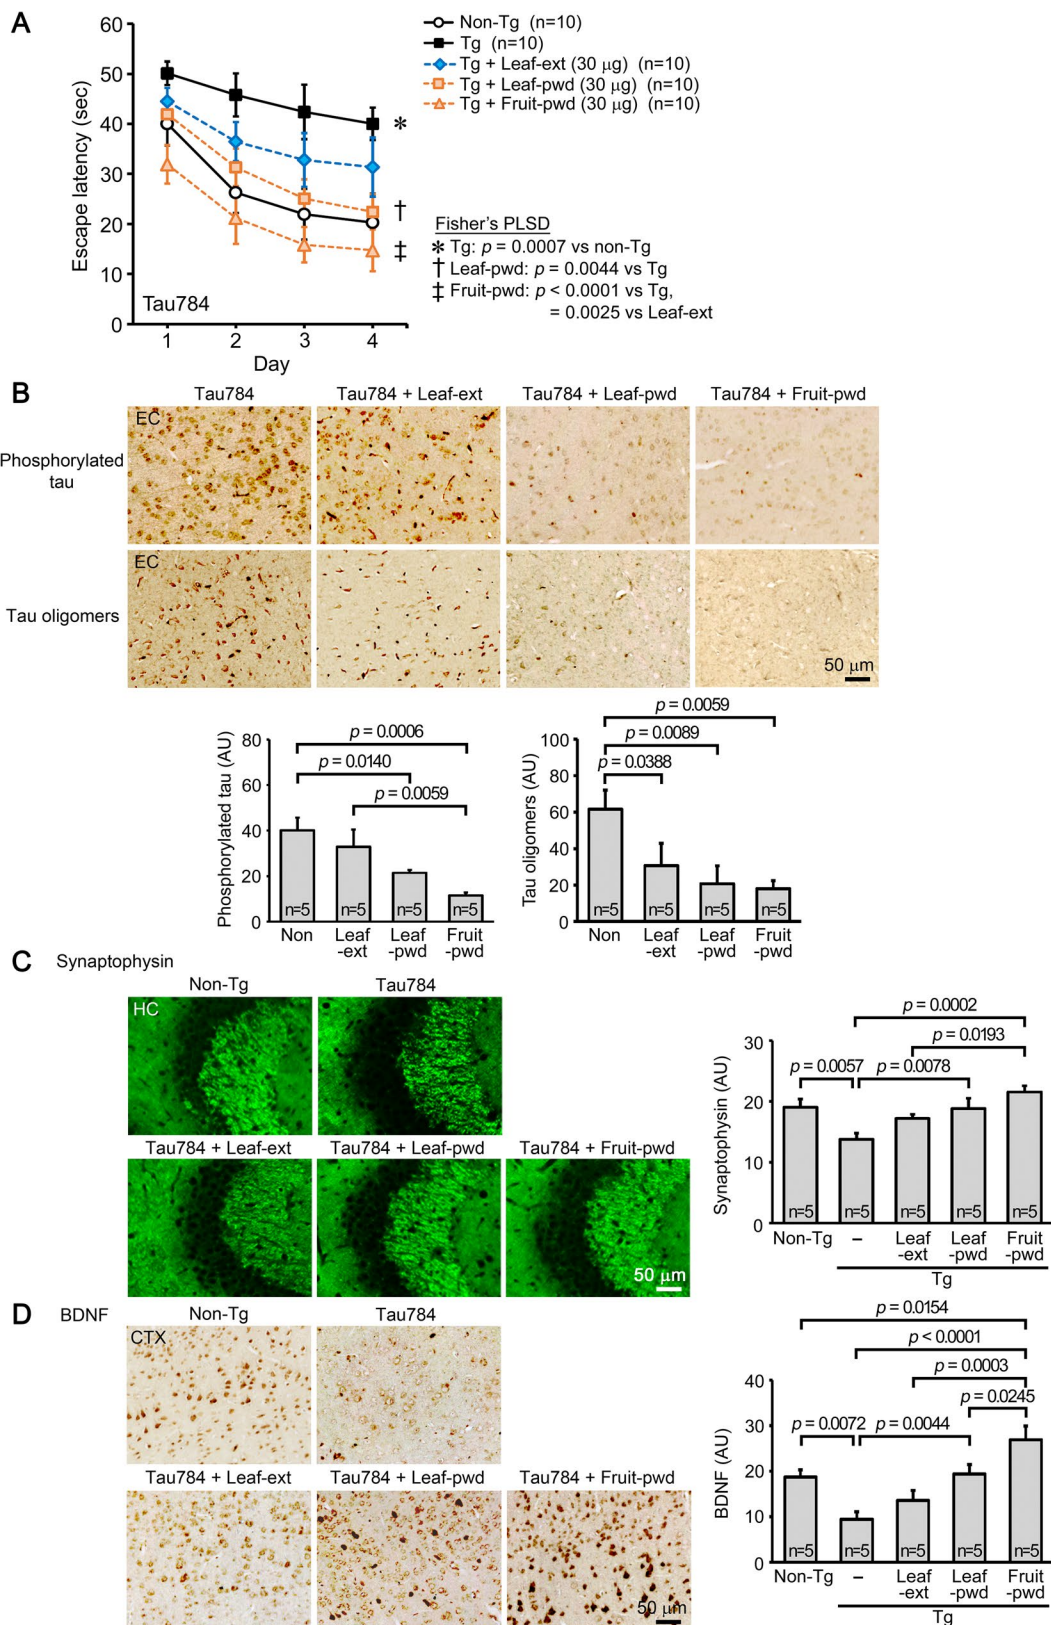 A
60
50
40
30
20
10
0
Escape latency (sec)
1 2 3 4
Day
Tau784
Non-Tg (n=10)
Tg (n=10)
Tg + Leaf-ext (30 μg) (n=10)
Tg + Leaf-pwd (30 μg) (n=10)
Tg + Fruit-pwd (30 μg) (n=10)
*
†
‡
Fisher's PLSD
* Tg: p = 0.0007 vs non-Tg
† Leaf-pwd: p = 0.0044 vs Tg
‡ Fruit-pwd: p < 0.0001 vs Tg,
= 0.0025 vs Leaf-ext
B
Tau784 Tau784 + Leaf-ext Tau784 + Leaf-pwd Tau784 + Fruit-pwd
EC
Phosphorylated
tau
EC
Tau oligomers
50 μm
Phosphorylated tau (AU)
80
60
40
20
0
p = 0.0006
p = 0.0140
p = 0.0059
n=5 n=5 n=5 n=5
Non Leaf Leaf Fruit
-ext -pwd -pwd
Tau oligomers (AU)
100
80
60
40
20
0
p = 0.0059
p = 0.0089
p = 0.0388
n=5 n=5 n=5 n=5
Non Leaf Leaf Fruit
-ext -pwd -pwd
C Synaptophysin
Non-Tg Tau784
HC
Tau784 + Leaf-ext Tau784 + Leaf-pwd Tau784 + Fruit-pwd
50 μm
Synaptophysin (AU)
30
20
10
0
p = 0.0002
p = 0.0193
p = 0.0057 p = 0.0078
n=5 n=5 n=5 n=5 n=5
Non-Tg – Leaf Leaf Fruit
-ext -pwd -pwd
Tg
D BDNF
Non-Tg Tau784
CTX
Tau784 + Leaf-ext Tau784 + Leaf-pwd Tau784 + Fruit-pwd
50 μm
BDNF (AU)
40
30
20
10
0
p = 0.0154
p < 0.0001
p = 0.0003
p = 0.0245
p = 0.0072 p = 0.0044
n=5 n=5 n=5 n=5 n=5
Non-Tg – Leaf Leaf Fruit
-ext -pwd -pwd
Tg